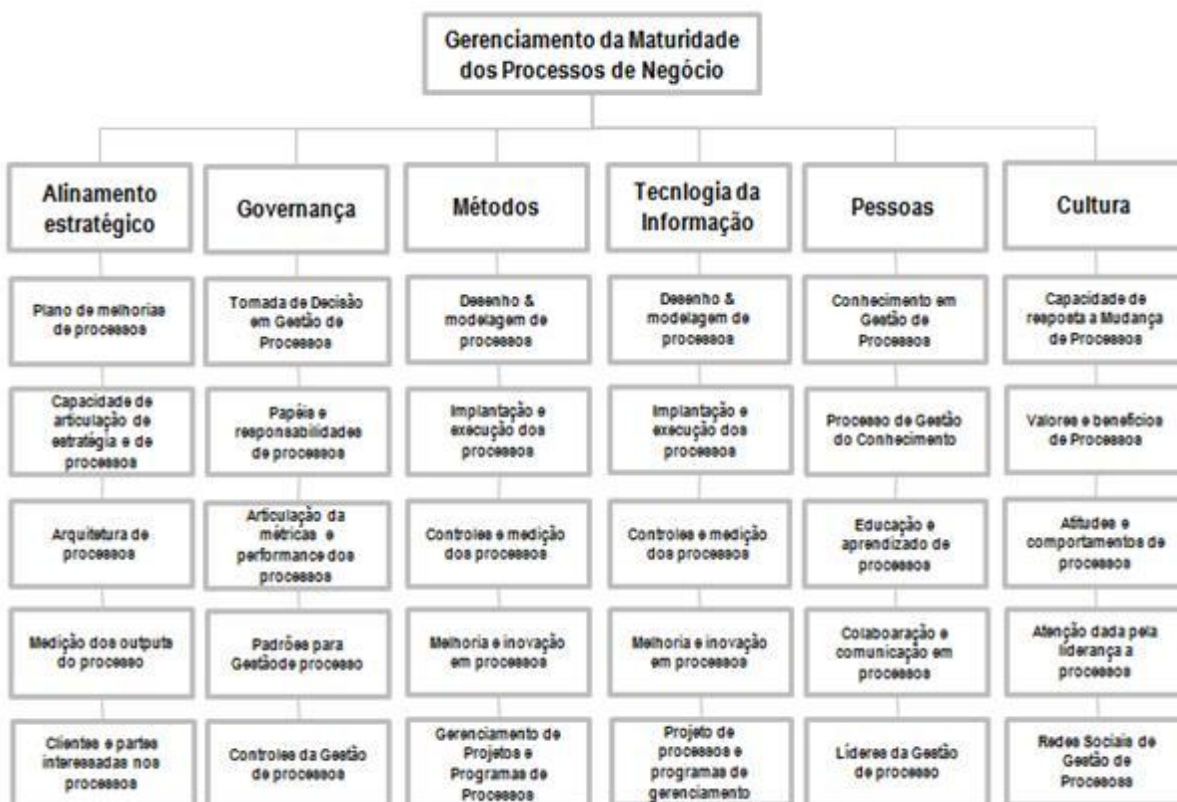 Gerenciamento da Maturidade
dos Processos de Negócio
Alinamento
estratégico
Governança
Métodos
Tecnlogia da
Informação
Pessoas
Cultura
Plano de melhorias
de processos
Tomada de Decisão
em Gestão de
Processos
Desenho &
modelagem de
processos
Desenho &
modelagem de
processos
Conhecimento em
Gestão de
Processos
Capacidade de
resposta a Mudança
de Processos
Capacidade de
articulação de
estratégia e de
processos
Papéis e
responsabilidades
de processos
Implantação e
execução dos
processos
Implantação e
execução dos
processos
Processo de Gestão
do Conhecimento
Valores e benefícios
de Processos
Arquitetura de
processos
Articulação da
métricas e
performance dos
processos
Controles e medição
dos processos
Controles e medição
dos processos
Educação e
aprendizado de
processos
Atitudes e
comportamentos de
processos
Medição dos outputs
do processo
Padrões para
Gestãode processo
Melhoria e inovação
em processos
Melhoria e inovação
em processos
Colaboaração e
comunicação em
processos
Atenção dada pela
liderança a
processos
Clientes e partes
interessadas nos
processos
Controles da Gestão
de processos
Gerenciamento de
Projetos e
Programas de
Processos
Projeto de
processos e
programas de
gerenciamento
Líderes da Gestão
de processo
Redes Sociais de
Gestão de
Procesoss